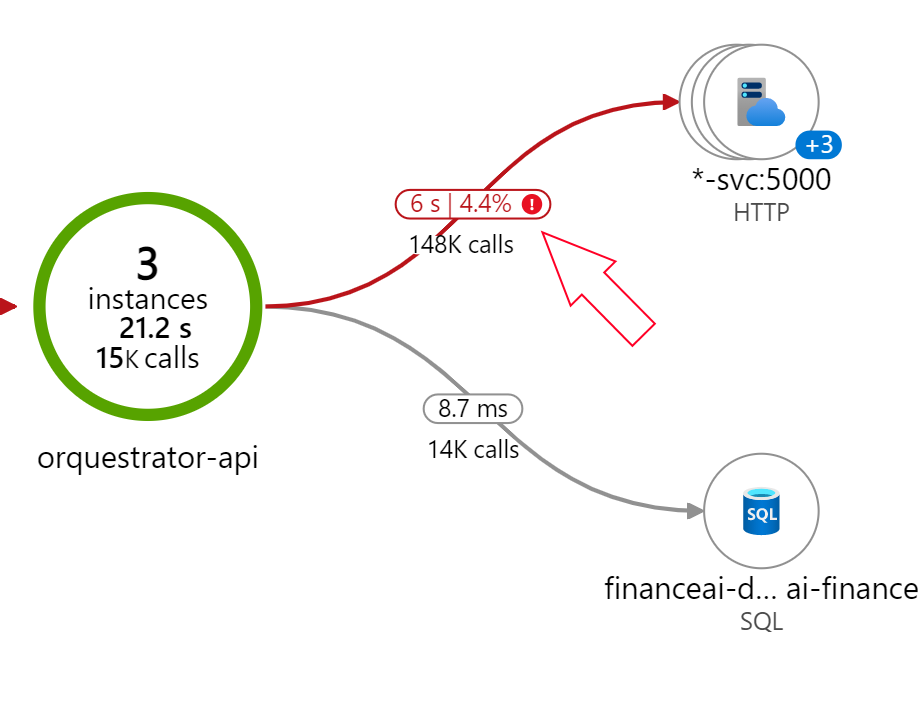 3
instances
21.2 s
15K calls
orquestrator-api
6 s | 4.4% !
148K calls
+3
*-svc:5000
HTTP
8.7 ms
14K calls
SQL
financeai-d... ai-finance
SQL